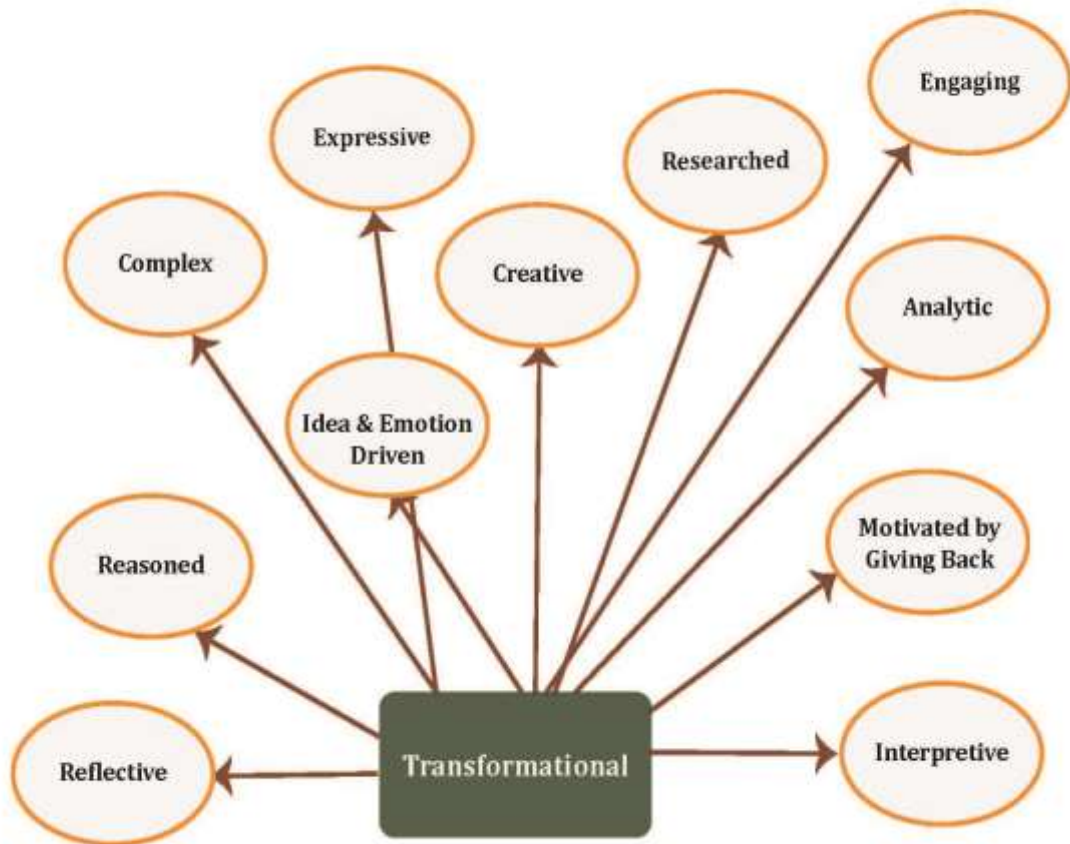 Engaging
Expressive
Researched
Complex
Creative
Analytic
Idea & Emotion
Driven
Motivated by
Giving Back
Reasoned
Interpretive
Transformational
Reflective